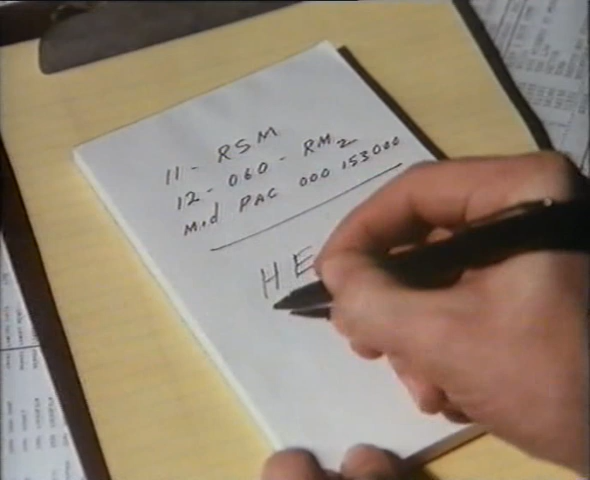 11 - RSM
12 - 060 - RM2
Mid PAC 000 153000
HE